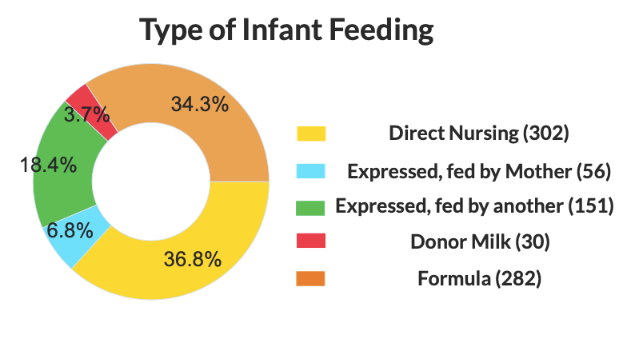 Type of Infant Feeding
34.3%
3.7%
18.4%
6.8%
36.8%
Direct Nursing (302)
Expressed, fed by Mother (56)
Expressed, fed by another (151)
Donor Milk (30)
Formula (282)